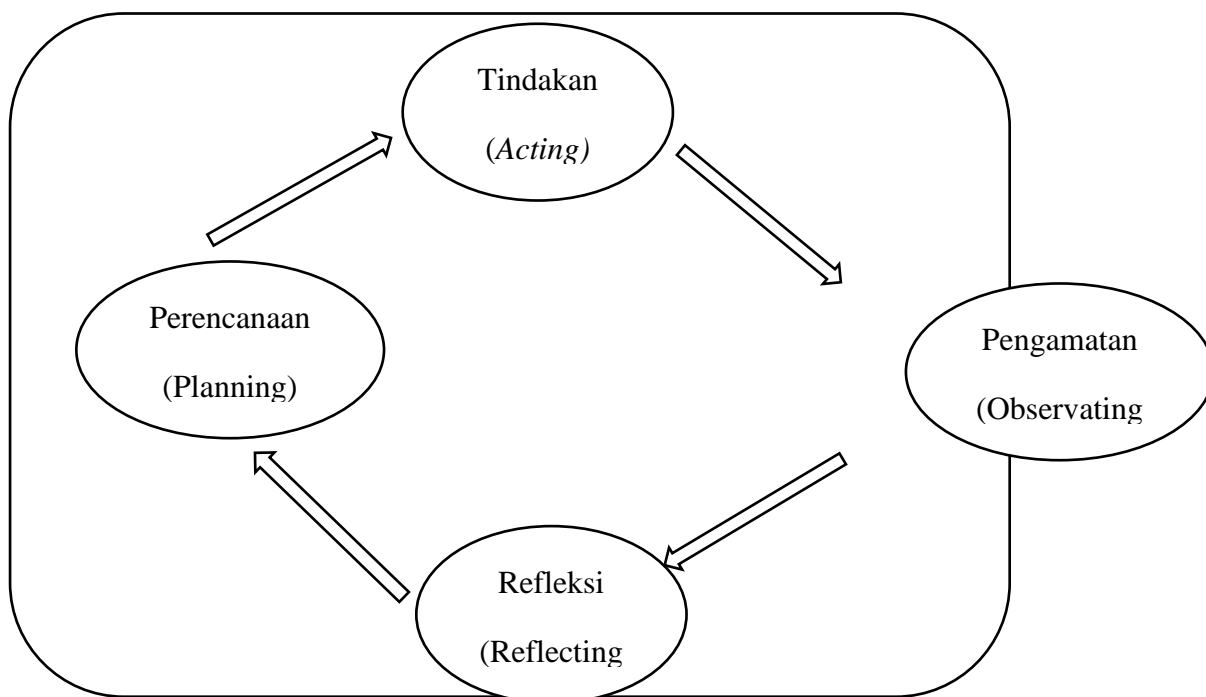 Tindakan
(Acting)
Perencanaan
(Planning)
Pengamatan
(Observating
Refleksi
(Reflecting